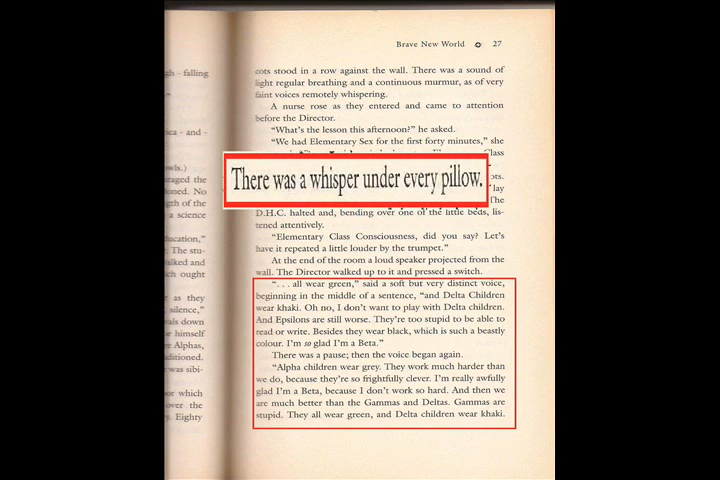 Brave New World 27
gh - falling
cots stood in a row against the wall. There was a sound of
light regular breathing and a continuous murmur, as of very
faint voices remotely whispering.
A nurse rose as they entered and came to attention
before the Director.
"What's the lesson this afternoon?" he asked.
"We had Elementary Sex for the first forty minutes," she
Class
There was a whisper under every pillow.
The
D.H.C. halted and, bending over one of the little beds, lis-
tened attentively.
"Elementary Class Consciousness, did you say? Let's
have it repeated a little louder by the trumpet."
At the end of the room a loud speaker projected from the
wall. The Director walked up to it and pressed a switch.
". . . all wear green," said a soft but very distinct voice,
beginning in the middle of a sentence, "and Delta Children
wear khaki. Oh no, I don't want to play with Delta children.
And Epsilons are still worse. They're too stupid to be able to
read or write. Besides they wear black, which is such a beastly
colour. I'm so glad I'm a Beta."
There was a pause; then the voice began again.
"Alpha children wear grey. They work much harder than
we do, because they're so frightfully clever. I'm really awfully
glad I'm a Beta, because I don't work so hard. And then we
are much better than the Gammas and Deltas. Gammas are
stupid. They all wear green, and Delta children wear khaki.